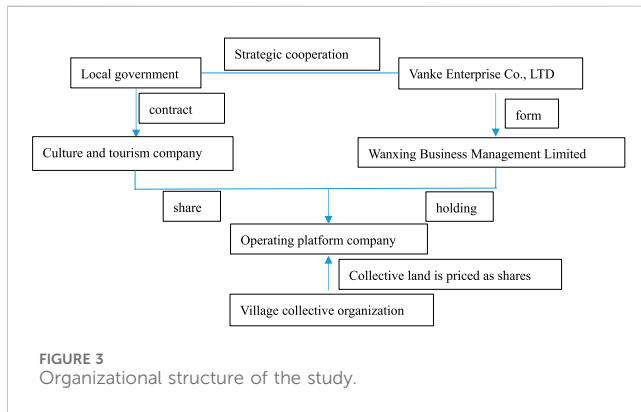 Strategic cooperation
Local government
Vanke Enterprise Co., LTD
contract
form
Culture and tourism company
Wanxing Business Management Limited
share
holding
Operating platform company
Collective land is priced as shares
Village collective organization
FIGURE 3
Organizational structure of the study.